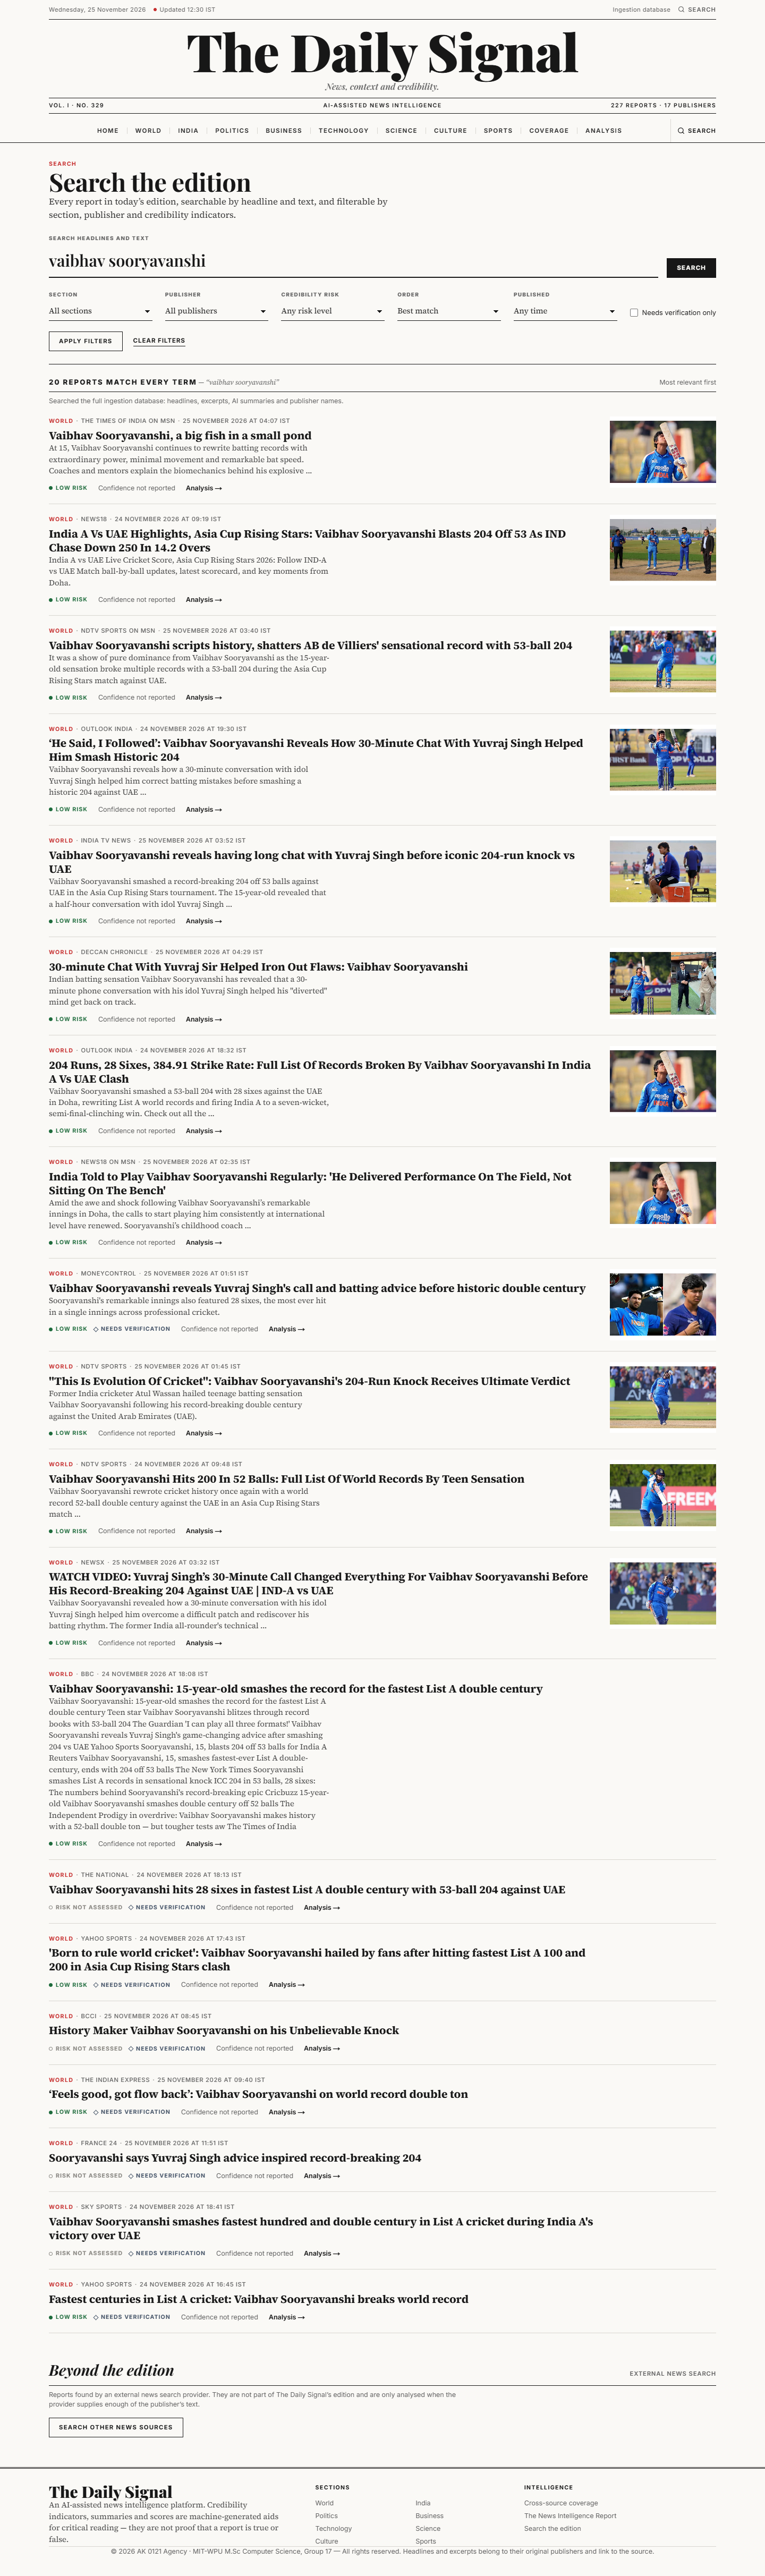 Wednesday, 25 November 2026 Updated 12:30 IST
Ingestion database SEARCH
The Daily Signal
News, context and credibility.
VOL. I · NO. 329 AI-ASSISTED NEWS INTELLIGENCE 227 REPORTS · 17 PUBLISHERS
HOME WORLD INDIA POLITICS BUSINESS TECHNOLOGY SCIENCE CULTURE SPORTS COVERAGE ANALYSIS SEARCH
SEARCH
Search the edition
Every report in today's edition, searchable by headline and text, and filterable by
section, publisher and credibility indicators.
SEARCH HEADLINES AND TEXT
vaibhav sooryavanshi
SEARCH
SECTION PUBLISHER CREDIBILITY RISK ORDER PUBLISHED
All sections All publishers Any risk level Best match Any time Needs verification only
APPLY FILTERS CLEAR FILTERS
20 REPORTS MATCH EVERY TERM — “vaibhav sooryavanshi” Most relevant first
Searched the full ingestion database: headlines, excerpts, AI summaries and publisher names.
WORLD · THE TIMES OF INDIA ON MSN · 25 NOVEMBER 2026 AT 04:07 IST
Vaibhav Sooryavanshi, a big fish in a small pond
At 15, Vaibhav Sooryavanshi continues to rewrite batting records with
extraordinary power, minimal movement and remarkable bat speed.
Coaches and mentors explain the biomechanics behind his explosive ...
LOW RISK Confidence not reported Analysis →
WORLD · NEWS18 · 24 NOVEMBER 2026 AT 09:19 IST
India A Vs UAE Highlights, Asia Cup Rising Stars: Vaibhav Sooryavanshi Blasts 204 Off 53 As IND
Chase Down 250 In 14.2 Overs
India A vs UAE Live Cricket Score, Asia Cup Rising Stars 2026: Follow IND-A
vs UAE Match ball-by-ball updates, latest scorecard, and key moments from
Doha.
LOW RISK Confidence not reported Analysis →
WORLD · NDTV SPORTS ON MSN · 25 NOVEMBER 2026 AT 03:40 IST
Vaibhav Sooryavanshi scripts history, shatters AB de Villiers' sensational record with 53-ball 204
It was a show of pure dominance from Vaibhav Sooryavanshi as the 15-year-
old sensation broke multiple records with a 53-ball 204 during the Asia Cup
Rising Stars match against UAE.
LOW RISK Confidence not reported Analysis →
WORLD · OUTLOOK INDIA · 24 NOVEMBER 2026 AT 19:30 IST
‘He Said, I Followed’: Vaibhav Sooryavanshi Reveals How 30-Minute Chat With Yuvraj Singh Helped
Him Smash Historic 204
Vaibhav Sooryavanshi reveals how a 30-minute conversation with idol
Yuvraj Singh helped him correct batting mistakes before smashing a
historic 204 against UAE ...
LOW RISK Confidence not reported Analysis →
WORLD · INDIA TV NEWS · 25 NOVEMBER 2026 AT 03:52 IST
Vaibhav Sooryavanshi reveals having long chat with Yuvraj Singh before iconic 204-run knock vs
UAE
Vaibhav Sooryavanshi smashed a record-breaking 204 off 53 balls against
UAE in the Asia Cup Rising Stars tournament. The 15-year-old revealed that
a half-hour conversation with idol Yuvraj Singh ...
LOW RISK Confidence not reported Analysis →
WORLD · DECCAN CHRONICLE · 25 NOVEMBER 2026 AT 04:29 IST
30-minute Chat With Yuvraj Sir Helped Iron Out Flaws: Vaibhav Sooryavanshi
Indian batting sensation Vaibhav Sooryavanshi has revealed that a 30-
minute phone conversation with his idol Yuvraj Singh helped his "diverted"
mind get back on track.
LOW RISK Confidence not reported Analysis →
WORLD · OUTLOOK INDIA · 24 NOVEMBER 2026 AT 18:32 IST
204 Runs, 28 Sixes, 384.91 Strike Rate: Full List Of Records Broken By Vaibhav Sooryavanshi In India
A Vs UAE Clash
Vaibhav Sooryavanshi smashed a 53-ball 204 with 28 sixes against the UAE
in Doha, rewriting List A world records and firing India A to a seven-wicket,
semi-final-clinching win. Check out all the ...
LOW RISK Confidence not reported Analysis →
WORLD · NEWS18 ON MSN · 25 NOVEMBER 2026 AT 02:35 IST
India Told to Play Vaibhav Sooryavanshi Regularly: 'He Delivered Performance On The Field, Not
Sitting On The Bench'
Amid the awe and shock following Vaibhav Sooryavanshi's remarkable
innings in Doha, the calls to start playing him consistently at international
level have renewed. Sooryavanshi's childhood coach ...
LOW RISK Confidence not reported Analysis →
WORLD · MONEYCONTROL · 25 NOVEMBER 2026 AT 01:51 IST
Vaibhav Sooryavanshi reveals Yuvraj Singh's call and batting advice before historic double century
Sooryavanshi's remarkable innings also featured 28 sixes, the most ever hit
in a single innings across professional cricket.
LOW RISK NEEDS VERIFICATION Confidence not reported Analysis →
WORLD · NDTV SPORTS · 25 NOVEMBER 2026 AT 01:45 IST
"This Is Evolution Of Cricket": Vaibhav Sooryavanshi's 204-Run Knock Receives Ultimate Verdict
Former India cricketer Atul Wassan hailed teenage batting sensation
Vaibhav Sooryavanshi following his record-breaking double century
against the United Arab Emirates (UAE).
LOW RISK Confidence not reported Analysis →
WORLD · NDTV SPORTS · 24 NOVEMBER 2026 AT 09:48 IST
Vaibhav Sooryavanshi Hits 200 In 52 Balls: Full List Of World Records By Teen Sensation
Vaibhav Sooryavanshi rewrote cricket history once again with a world
record 52-ball double century against the UAE in an Asia Cup Rising Stars
match ...
LOW RISK Confidence not reported Analysis →
WORLD · NEWSX · 25 NOVEMBER 2026 AT 03:32 IST
WATCH VIDEO: Yuvraj Singh’s 30-Minute Call Changed Everything For Vaibhav Sooryavanshi Before
His Record-Breaking 204 Against UAE | IND-A vs UAE
Vaibhav Sooryavanshi revealed how a 30-minute conversation with his idol
Yuvraj Singh helped him overcome a difficult patch and rediscover his
batting rhythm. The former India all-rounder's technical ...
LOW RISK Confidence not reported Analysis →
WORLD · BBC · 24 NOVEMBER 2026 AT 18:08 IST
Vaibhav Sooryavanshi: 15-year-old smashes the record for the fastest List A double century
Vaibhav Sooryavanshi: 15-year-old smashes the record for the fastest List A
double century Teen star Vaibhav Sooryavanshi blitzes through record
books with 53-ball 204 The Guardian 'I can play all three formats!' Vaibhav
Sooryavanshi reveals Yuvraj Singh's game-changing advice after smashing
204 vs UAE Yahoo Sports Sooryavanshi, 15, blasts 204 off 53 balls for India A
Reuters Vaibhav Sooryavanshi, 15, smashes fastest-ever List A double-
century, ends with 204 off 53 balls The New York Times Sooryavanshi
smashes List A records in sensational knock ICC 204 in 53 balls, 28 sixes:
The numbers behind Sooryavanshi's record-breaking epic Cricbuzz 15-year-
old Vaibhav Sooryavanshi smashes double century off 52 balls The
Independent Prodigy in overdrive: Vaibhav Sooryavanshi makes history
with a 52-ball double ton — but tougher tests aw The Times of India
LOW RISK Confidence not reported Analysis →
WORLD · THE NATIONAL · 24 NOVEMBER 2026 AT 18:13 IST
Vaibhav Sooryavanshi hits 28 sixes in fastest List A double century with 53-ball 204 against UAE
RISK NOT ASSESSED NEEDS VERIFICATION Confidence not reported Analysis →
WORLD · YAHOO SPORTS · 24 NOVEMBER 2026 AT 17:43 IST
'Born to rule world cricket': Vaibhav Sooryavanshi hailed by fans after hitting fastest List A 100 and
200 in Asia Cup Rising Stars clash
LOW RISK NEEDS VERIFICATION Confidence not reported Analysis →
WORLD · BCCI · 25 NOVEMBER 2026 AT 08:45 IST
History Maker Vaibhav Sooryavanshi on his Unbelievable Knock
RISK NOT ASSESSED NEEDS VERIFICATION Confidence not reported Analysis →
WORLD · THE INDIAN EXPRESS · 25 NOVEMBER 2026 AT 09:40 IST
‘Feels good, got flow back’: Vaibhav Sooryavanshi on world record double ton
LOW RISK NEEDS VERIFICATION Confidence not reported Analysis →
WORLD · FRANCE 24 · 25 NOVEMBER 2026 AT 11:51 IST
Sooryavanshi says Yuvraj Singh advice inspired record-breaking 204
RISK NOT ASSESSED NEEDS VERIFICATION Confidence not reported Analysis →
WORLD · SKY SPORTS · 24 NOVEMBER 2026 AT 18:41 IST
Vaibhav Sooryavanshi smashes fastest hundred and double century in List A cricket during India A's
victory over UAE
RISK NOT ASSESSED NEEDS VERIFICATION Confidence not reported Analysis →
WORLD · YAHOO SPORTS · 24 NOVEMBER 2026 AT 16:45 IST
Fastest centuries in List A cricket: Vaibhav Sooryavanshi breaks world record
LOW RISK NEEDS VERIFICATION Confidence not reported Analysis →
Beyond the edition EXTERNAL NEWS SEARCH
Reports found by an external news search provider. They are not part of The Daily Signal's edition and are only analysed when the
provider supplies enough of the publisher's text.
SEARCH OTHER NEWS SOURCES
The Daily Signal
An AI-assisted news intelligence platform. Credibility
indicators, summaries and scores are machine-generated aids
for critical reading — they are not proof that a report is true or
false.
SECTIONS
World India
Politics Business
Technology Science
Culture Sports
INTELLIGENCE
Cross-source coverage
The News Intelligence Report
Search the edition
© 2026 AK 0121 Agency · MIT-WPU M.Sc Computer Science, Group 17 — All rights reserved. Headlines and excerpts belong to their original publishers and link to the source.